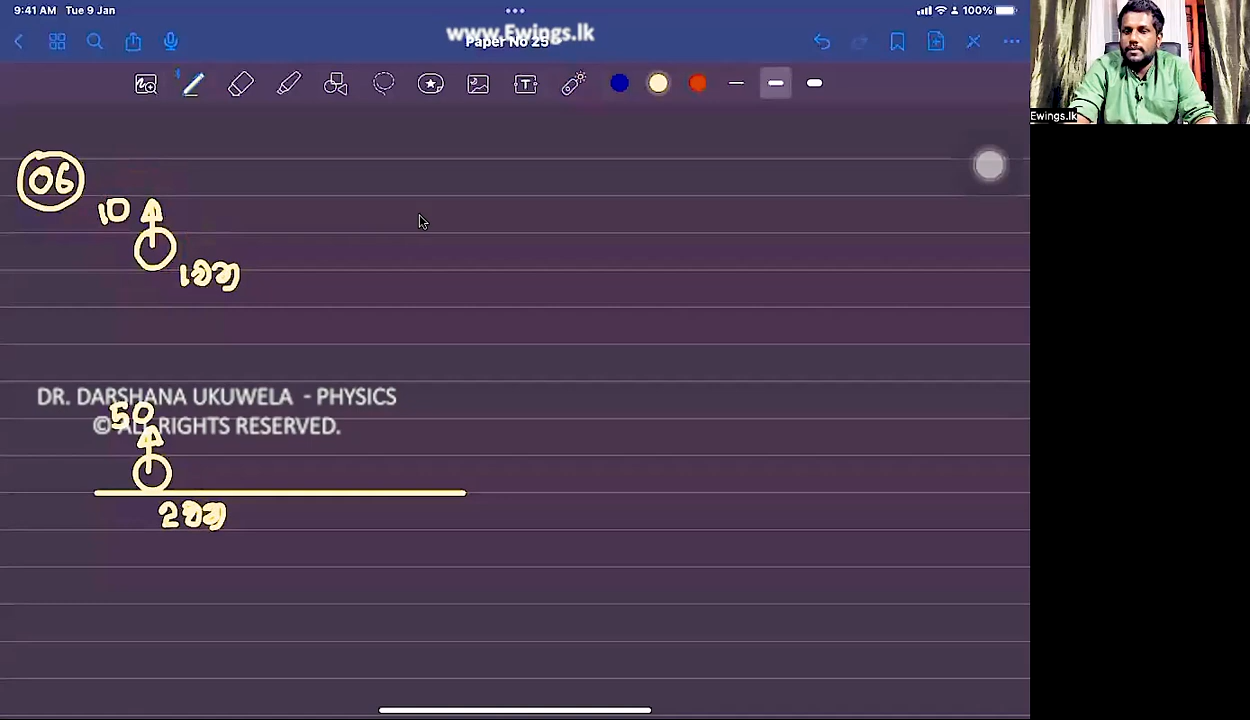 9:41 AM Tue 9 Jan
100%
www.Ewings.lk
Paper No 25
Ewings.lk
06
10
1වන
DR. DARSHANA UKUWELA - PHYSICS
50
© ALL RIGHTS RESERVED.
2වන